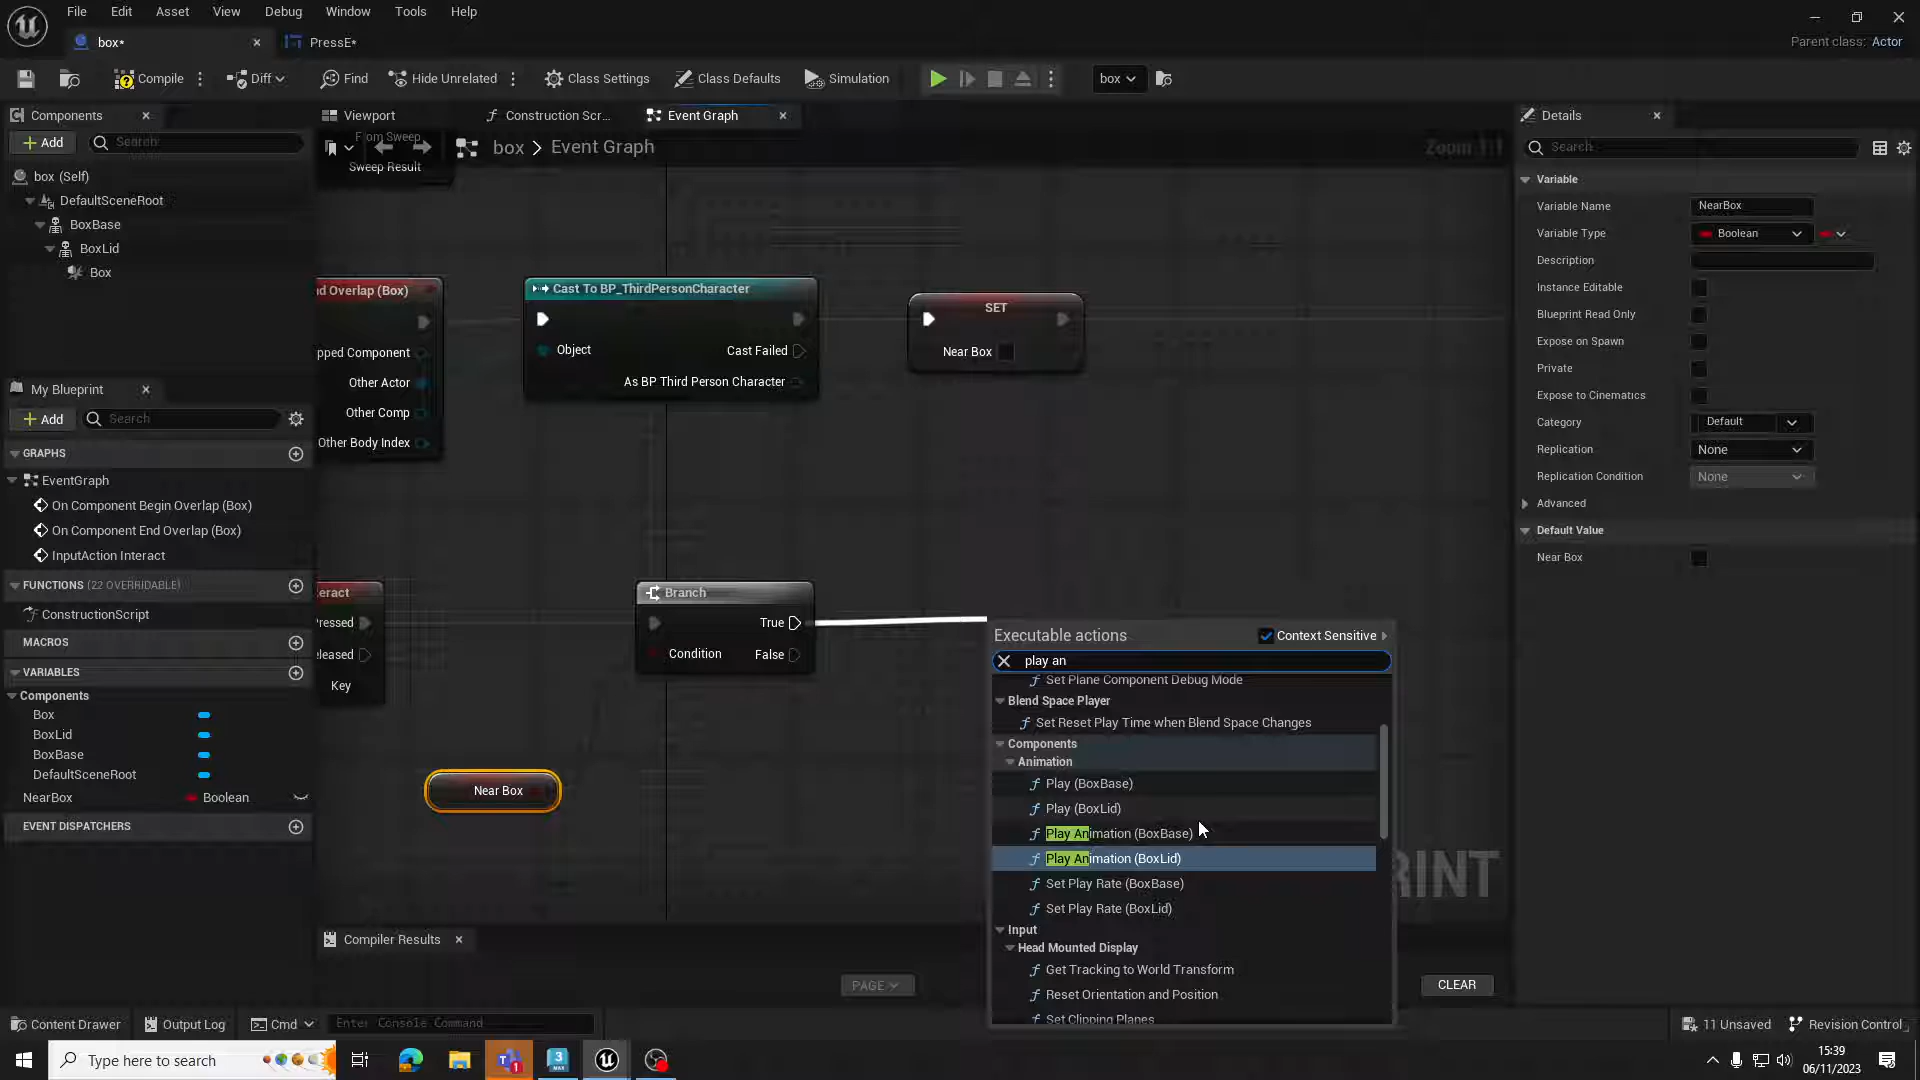 File Edit Asset View Debug Window Tools Help
box* PressE* Parent class: Actor
Compile Diff Find Hide Unrelated Class Settings Class Defaults Simulation box
Components Viewport Construction Scr... Event Graph Details
Add Search From Sweep box > Event Graph Search
Sweep Result
box (Self) Variable
DefaultSceneRoot Variable Name NearBox
BoxBase Variable Type Boolean
BoxLid Description
Box Instance Editable
nd Overlap (Box) Cast To BP_ThirdPersonCharacter SET Blueprint Read Only
Expose on Spawn
pped Component Object Cast Failed Near Box Private
My Blueprint Other Actor As BP Third Person Character Expose to Cinematics
Add Search Other Comp Category Default
GRAPHS Other Body Index Replication None
EventGraph Replication Condition None
On Component Begin Overlap (Box) Advanced
On Component End Overlap (Box) Default Value
InputAction Interact Near Box
FUNCTIONS (22 OVERRIDABLE) eract Branch
ConstructionScript Pressed True
MACROS eleased Condition False Executable actions Context Sensitive
VARIABLES Key play an
Components Set Plane Component Debug Mode
Box Blend Space Player
BoxLid Set Reset Play Time when Blend Space Changes
BoxBase Components
DefaultSceneRoot Animation
NearBox Boolean Near Box Play (BoxBase)
EVENT DISPATCHERS Play (BoxLid)
Play Animation (BoxBase)
Play Animation (BoxLid) RINT
Set Play Rate (BoxBase)
Set Play Rate (BoxLid)
Compiler Results Input
Head Mounted Display
Get Tracking to World Transform
PAGE Reset Orientation and Position CLEAR
Set Clipping Planes
Content Drawer Output Log Cmd Enter Console Command 11 Unsaved Revision Control
Type here to search 15:39
06/11/2023